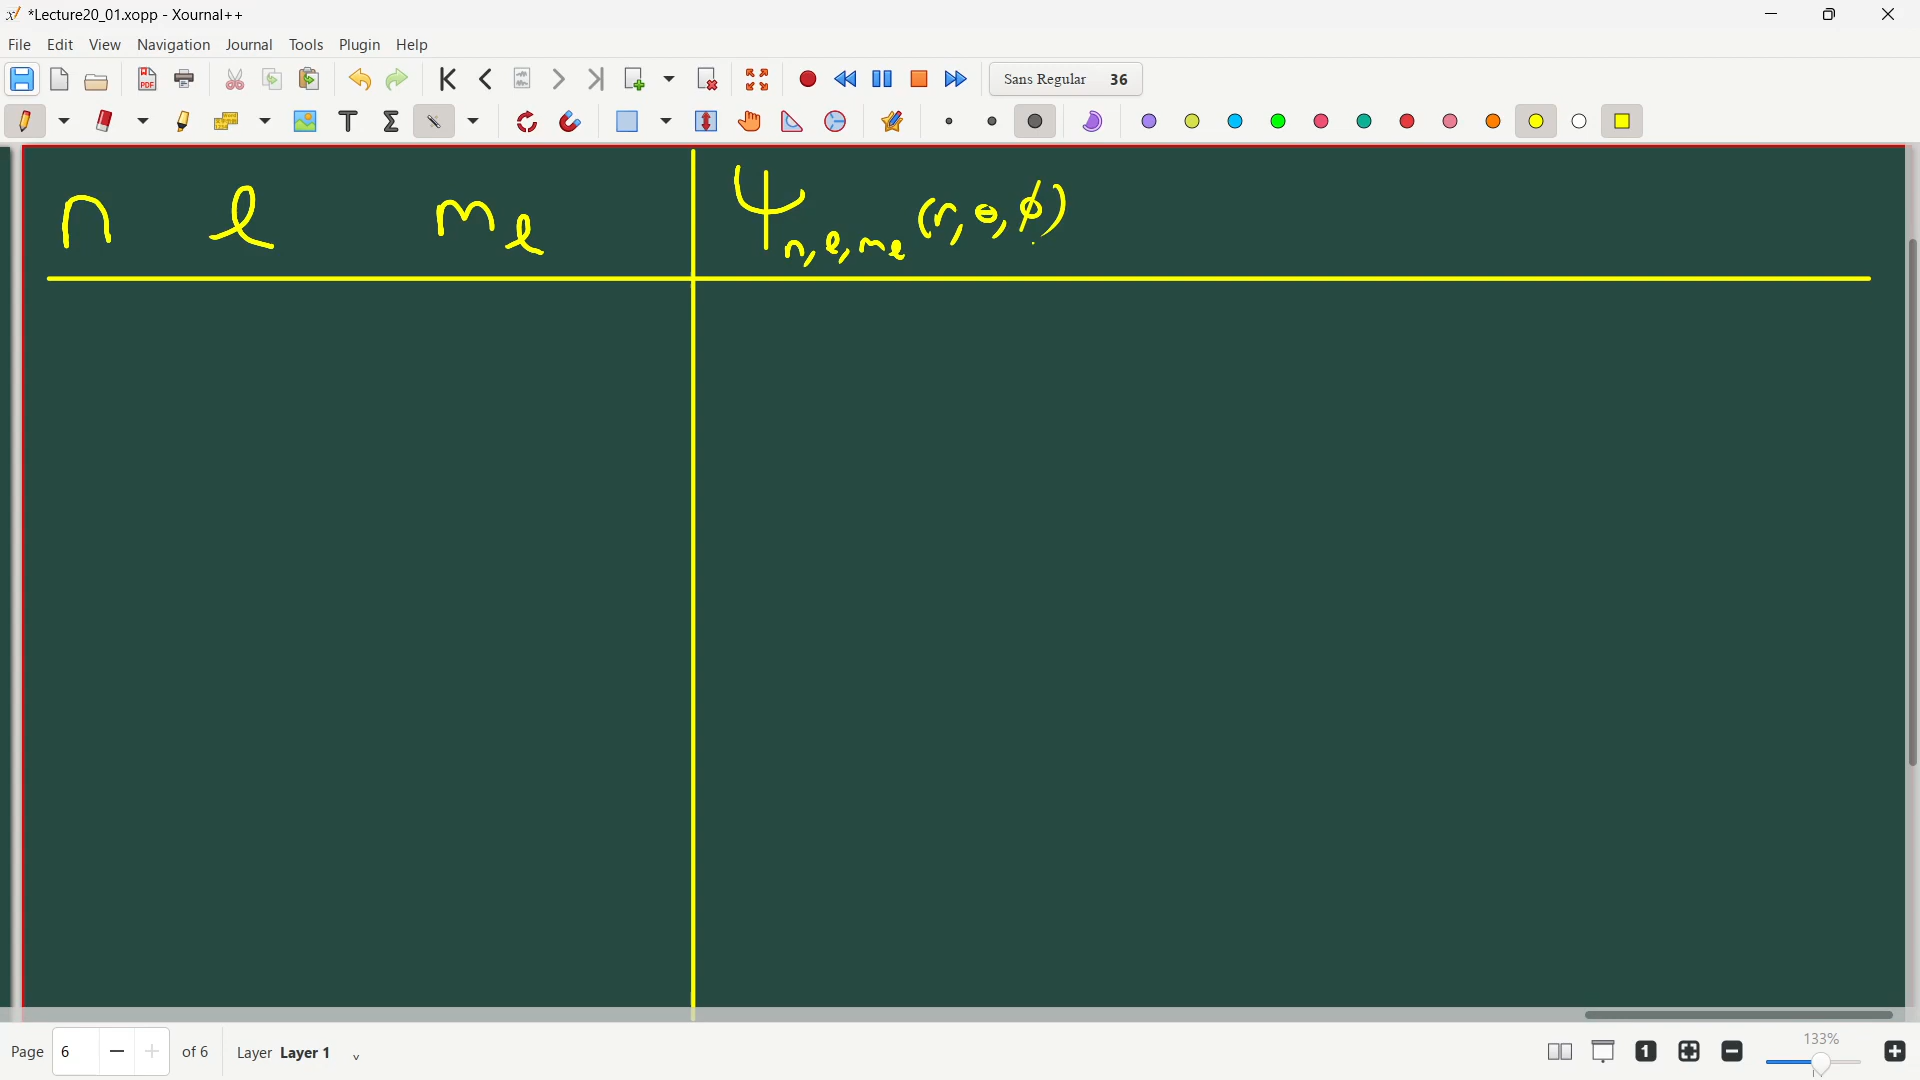 *Lecture20_01.xopp - Xournal++
File Edit View Navigation Journal Tools Plugin Help
Sans Regular 36
n l m_l ψ_n,l,m_l (r, θ, ϕ)
Page 6 of 6 Layer Layer 1 133%